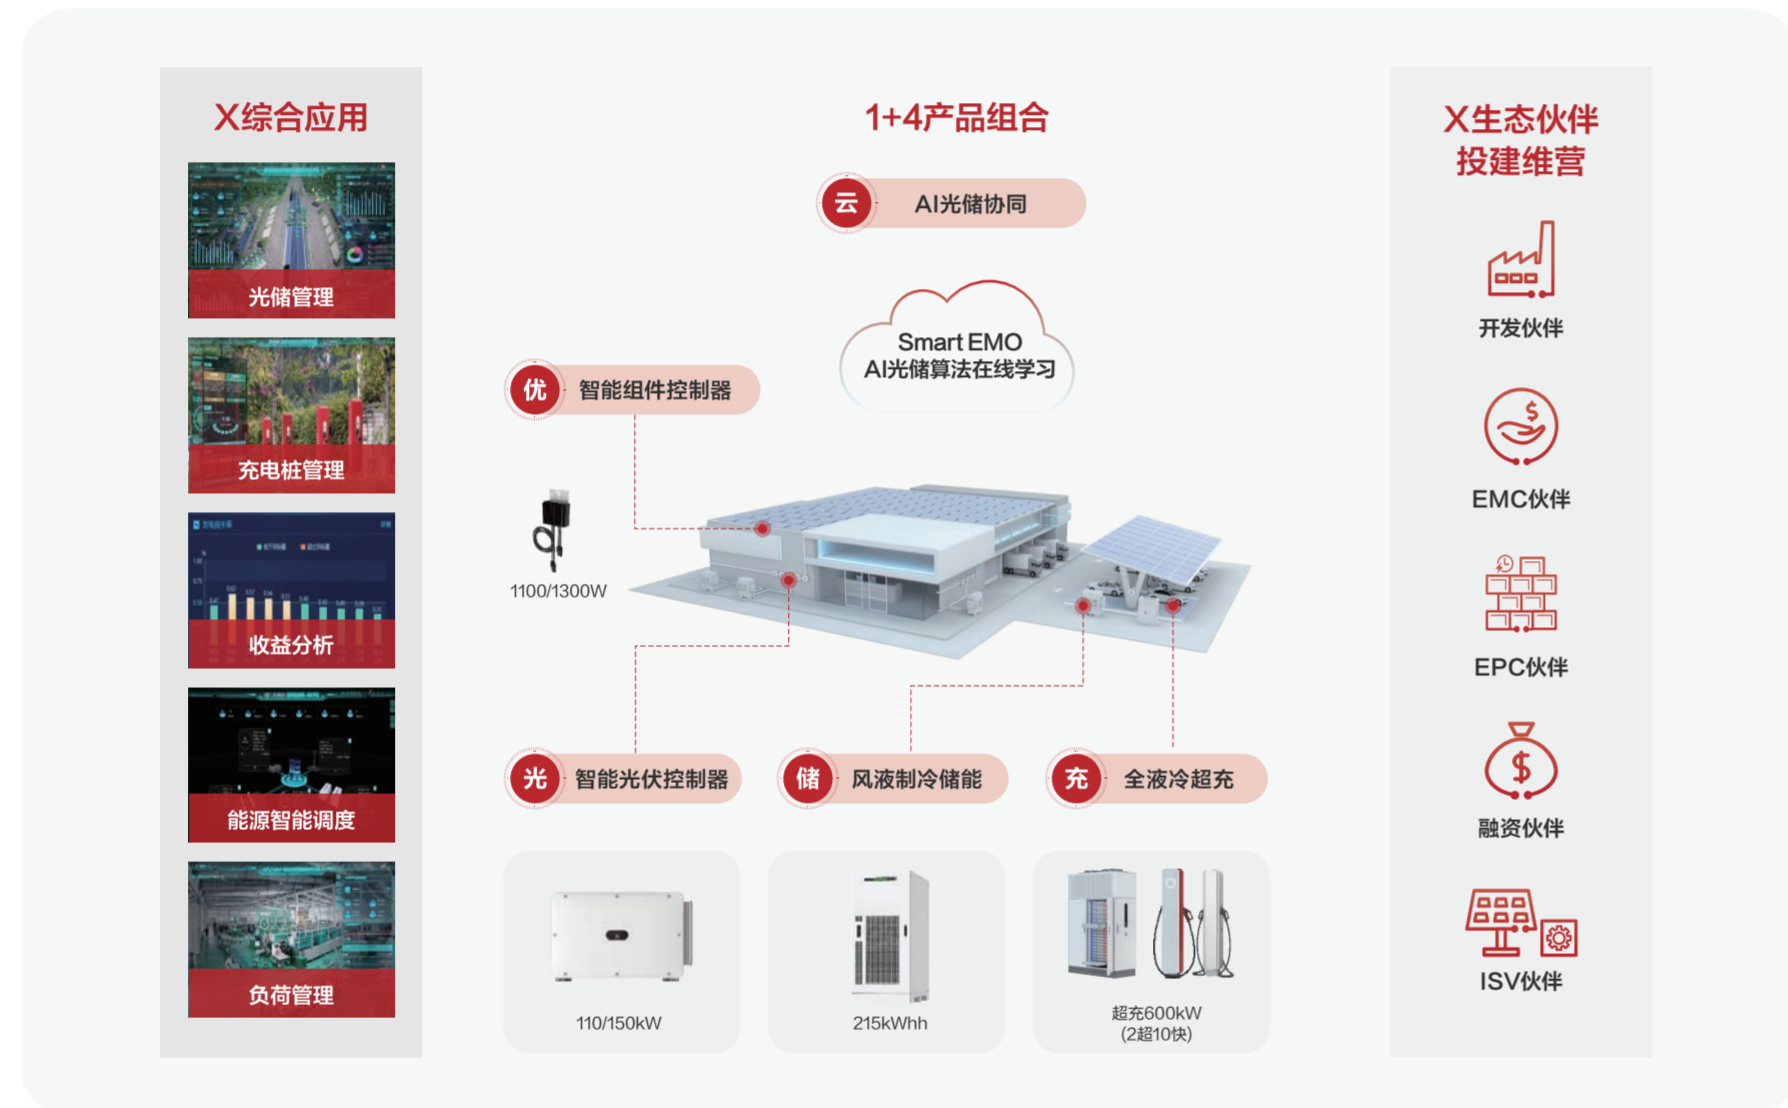 X综合应用
光储管理
充电桩管理
收益分析
能源智能调度
负荷管理
1+4产品组合
云 AI光储协同
Smart EMO
AI光储算法在线学习
优 智能组件控制器
1100/1300W
光 智能光伏控制器
储 风液制冷储能
充 全液冷超充
110/150kW
215kWhh
超充600kW
(2超10快)
X生态伙伴
投建维营
开发伙伴
EMC伙伴
EPC伙伴
融资伙伴
ISV伙伴